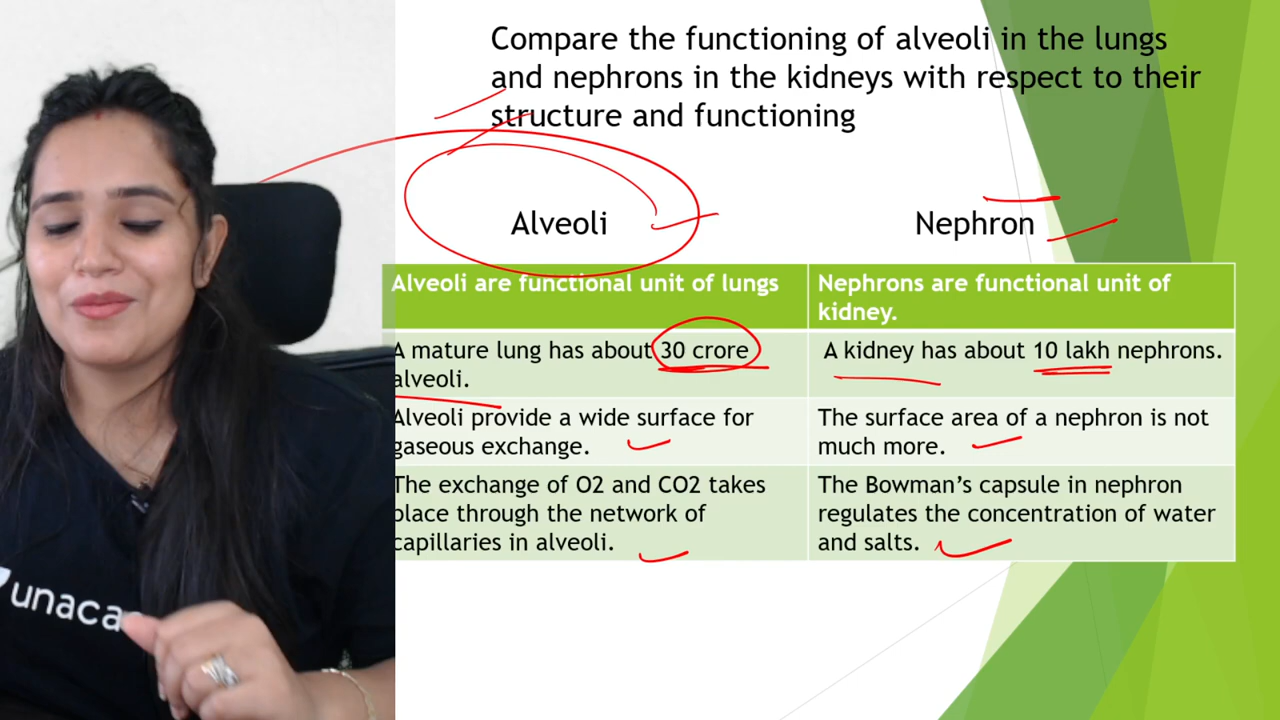 Compare the functioning of alveoli in the lungs
and nephrons in the kidneys with respect to their
structure and functioning
Alveoli
Nephron
Alveoli are functional unit of lungs
Nephrons are functional unit of
kidney.
A mature lung has about 30 crore
alveoli.
A kidney has about 10 lakh nephrons.
Alveoli provide a wide surface for
gaseous exchange.
The surface area of a nephron is not
much more.
The exchange of O2 and CO2 takes
place through the network of
capillaries in alveoli.
The Bowman's capsule in nephron
regulates the concentration of water
and salts.
unaca